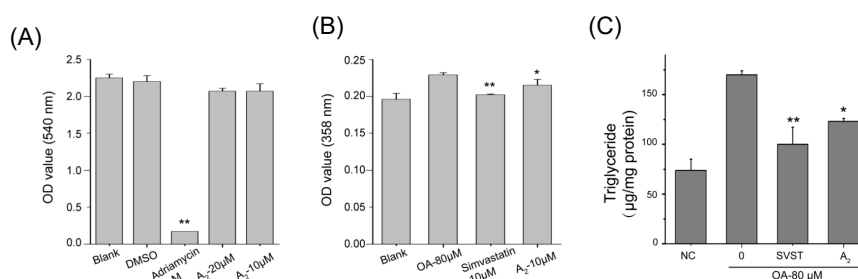 (A)
OD value (540 nm)
2.5
2.0
1.5
1.0
0.5
0.0
**
Blank
DMSO
Adriamycin
M
A₂-20μM
A₂-10μM
(B)
OD value (358 nm)
0.30
0.25
0.20
0.15
0.10
0.05
0.00
**
*
Blank
OA-80μM
Simvastatin
10μM
A₂-10μM
(C)
Triglyceride
(μg/mg protein)
150
100
50
**
*
NC
0
SVST
A₂
OA-80 μM